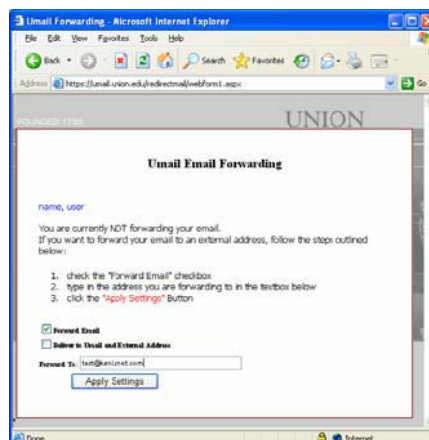 Umail Forwarding - Microsoft Internet Explorer
File Edit View Favorites Tools Help
Back Search Favorites
Address https://umail.union.edu/redirectmail/webform1.aspx Go
FOUNDED 1795 UNION
Umail Email Forwarding
name, user
You are currently NOT forwarding your email.
If you want to forward your email to an external address, follow the steps outlined
below:
1. check the "Forward Email" checkbox
2. type in the address you are forwarding to in the textbox below
3. click the "Apply Settings" Button
Forward Email
Deliver to Umail and External Address
Forward To:
Apply Settings
Done Internet